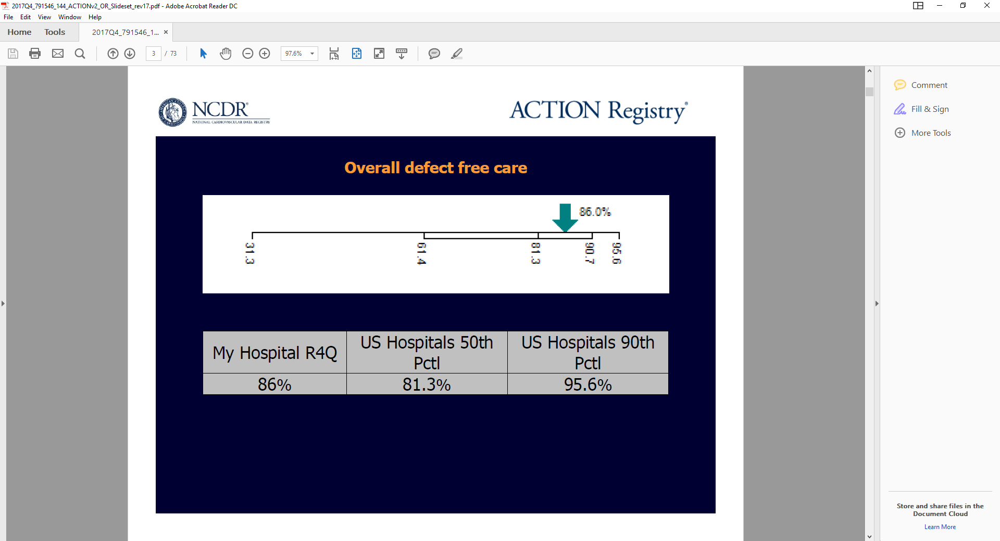 2017Q4_791546_144_ACTIONv2_OR_Slideset_rev17.pdf - Adobe Acrobat Reader DC
File Edit View Window Help
Home Tools 2017Q4_791546_1... ×
3 / 73 97.6%
NCDR®
NATIONAL CARDIOVASCULAR DATA REGISTRY
ACTION Registry®
Overall defect free care
86.0%
31.3 61.4 81.3 90.7 95.6
My Hospital R4Q
US Hospitals 50th
Pctl
US Hospitals 90th
Pctl
86% 81.3% 95.6%
Comment
Fill & Sign
More Tools
Store and share files in the
Document Cloud
Learn More